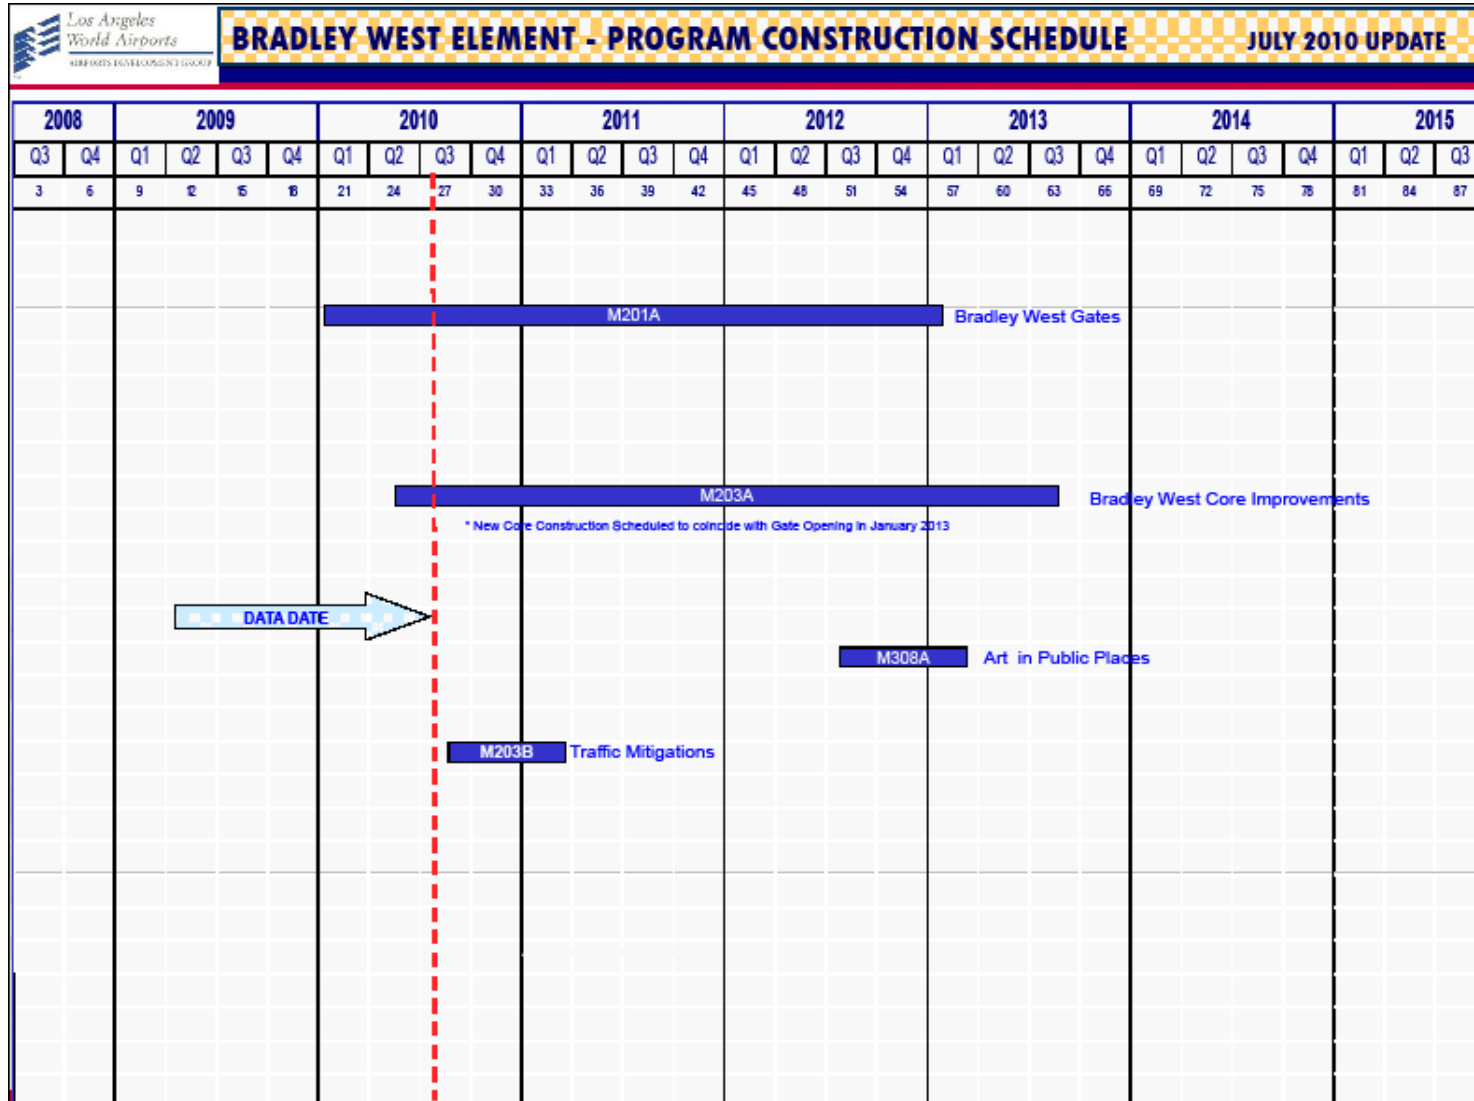 Los Angeles
World Airports
AIRPORTS DEVELOPMENT GROUP
BRADLEY WEST ELEMENT - PROGRAM CONSTRUCTION SCHEDULE JULY 2010 UPDATE
2008 2009 2010 2011 2012 2013 2014 2015
Q3 Q4 Q1 Q2 Q3 Q4 Q1 Q2 Q3 Q4 Q1 Q2 Q3 Q4 Q1 Q2 Q3 Q4 Q1 Q2 Q3 Q4 Q1 Q2 Q3 Q4 Q1 Q2 Q3
3 6 9 12 15 18 21 24 27 30 33 36 39 42 45 48 51 54 57 60 63 66 69 72 75 78 81 84 87
M201A Bradley West Gates
M203A Bradley West Core Improvements
* New Core Construction Scheduled to coincide with Gate Opening in January 2013
DATA DATE
M308A Art in Public Places
M203B Traffic Mitigations